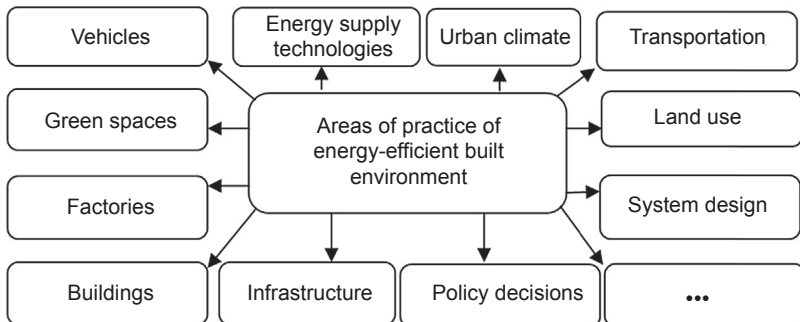 Vehicles
Energy supply
technologies
Urban climate
Transportation
Green spaces
Areas of practice of
energy-efficient built
environment
Land use
Factories
System design
Buildings
Infrastructure
Policy decisions
...